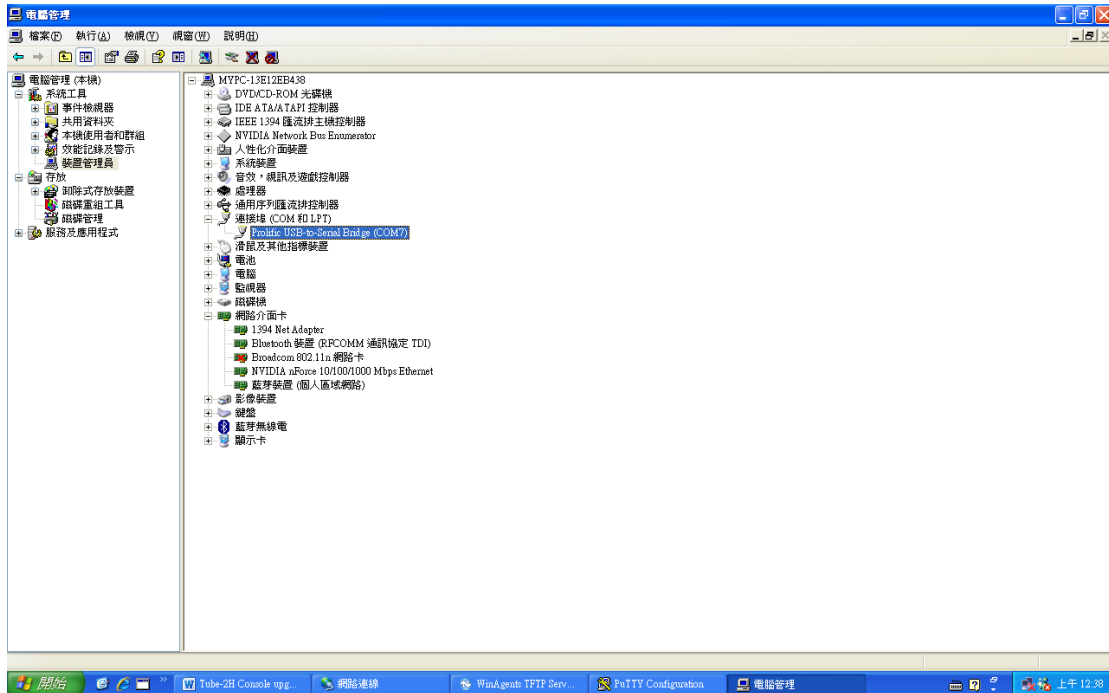 電腦管理
檔案(F) 執行(A) 檢視(V) 視窗(W) 說明(H)
電腦管理 (本機)
系統工具
事件檢視器
共用資料夾
本機使用者和群組
效能記錄及警示
裝置管理員
存放
卸除式存放裝置
磁碟重組工具
磁碟管理
服務及應用程式
MYPC-13E12EB438
DVD/CD-ROM 光碟機
IDE ATA/ATAPI 控制器
IEEE 1394 匯流排主機控制器
NVIDIA Network Bus Enumerator
人性化介面裝置
系統裝置
音效，視訊及遊戲控制器
處理器
通用序列匯流排控制器
連接埠 (COM 和 LPT)
Prolific USB-to-Serial Bridge (COM7)
滑鼠及其他指標裝置
電池
電腦
監視器
磁碟機
網路介面卡
1394 Net Adapter
Bluetooth 裝置 (RFCOMM 通訊協定 TDI)
Broadcom 802.11n 網路卡
NVIDIA nForce 10/100/1000 Mbps Ethernet
藍芽裝置 (個人區域網路)
影像裝置
鍵盤
藍芽無線電
顯示卡
開始 Tube-2H Console upg... 網路連線 WinAgents TFTP Serv... PuTTY Configuration 電腦管理 上午 12:38